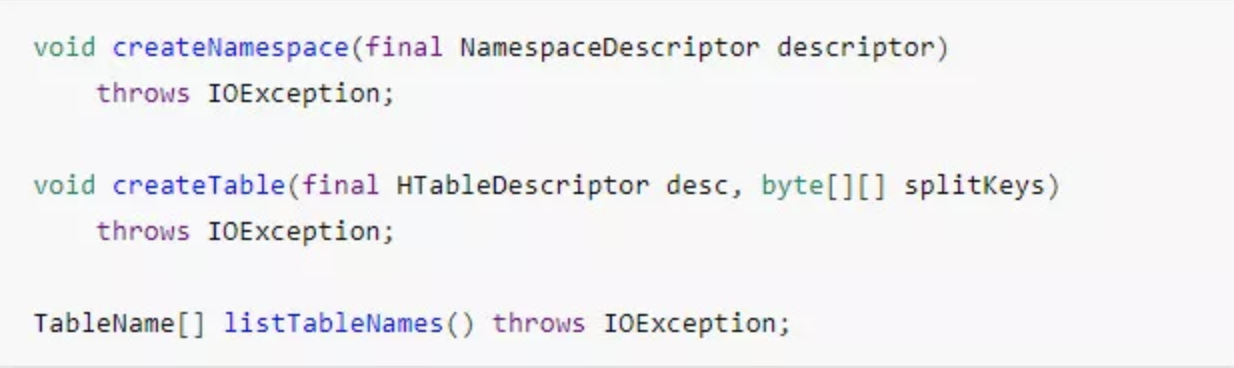 void createNamespace(final NamespaceDescriptor descriptor)
    throws IOException;
void createTable(final HTableDescriptor desc, byte[][] splitKeys)
    throws IOException;
TableName[] listTableNames() throws IOException;